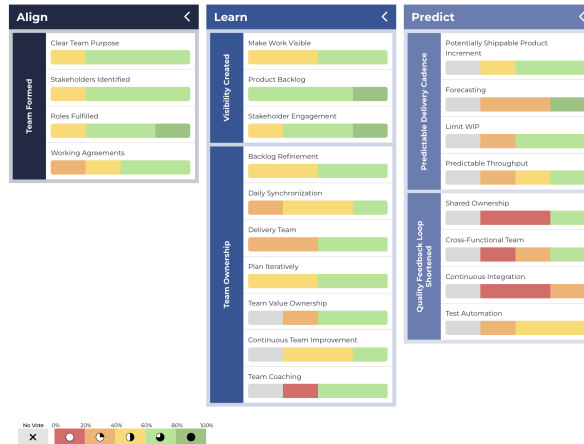 Align
Team Formed
Clear Team Purpose
Stakeholders Identified
Roles Fulfilled
Working Agreements
Learn
Visibility Created
Make Work Visible
Product Backlog
Stakeholder Engagement
Team Ownership
Backlog Refinement
Daily Synchronization
Delivery Team
Plan Iteratively
Team Value Ownership
Continuous Team Improvement
Team Coaching
Predict
Predictable Delivery Cadence
Potentially Shippable Product
Increment
Forecasting
Limit WIP
Predictable Throughput
Quality Feedback Loop
Shortened
Shared Ownership
Cross-Functional Team
Continuous Integration
Test Automation
No Vote 0% 20% 40% 60% 80% 100%